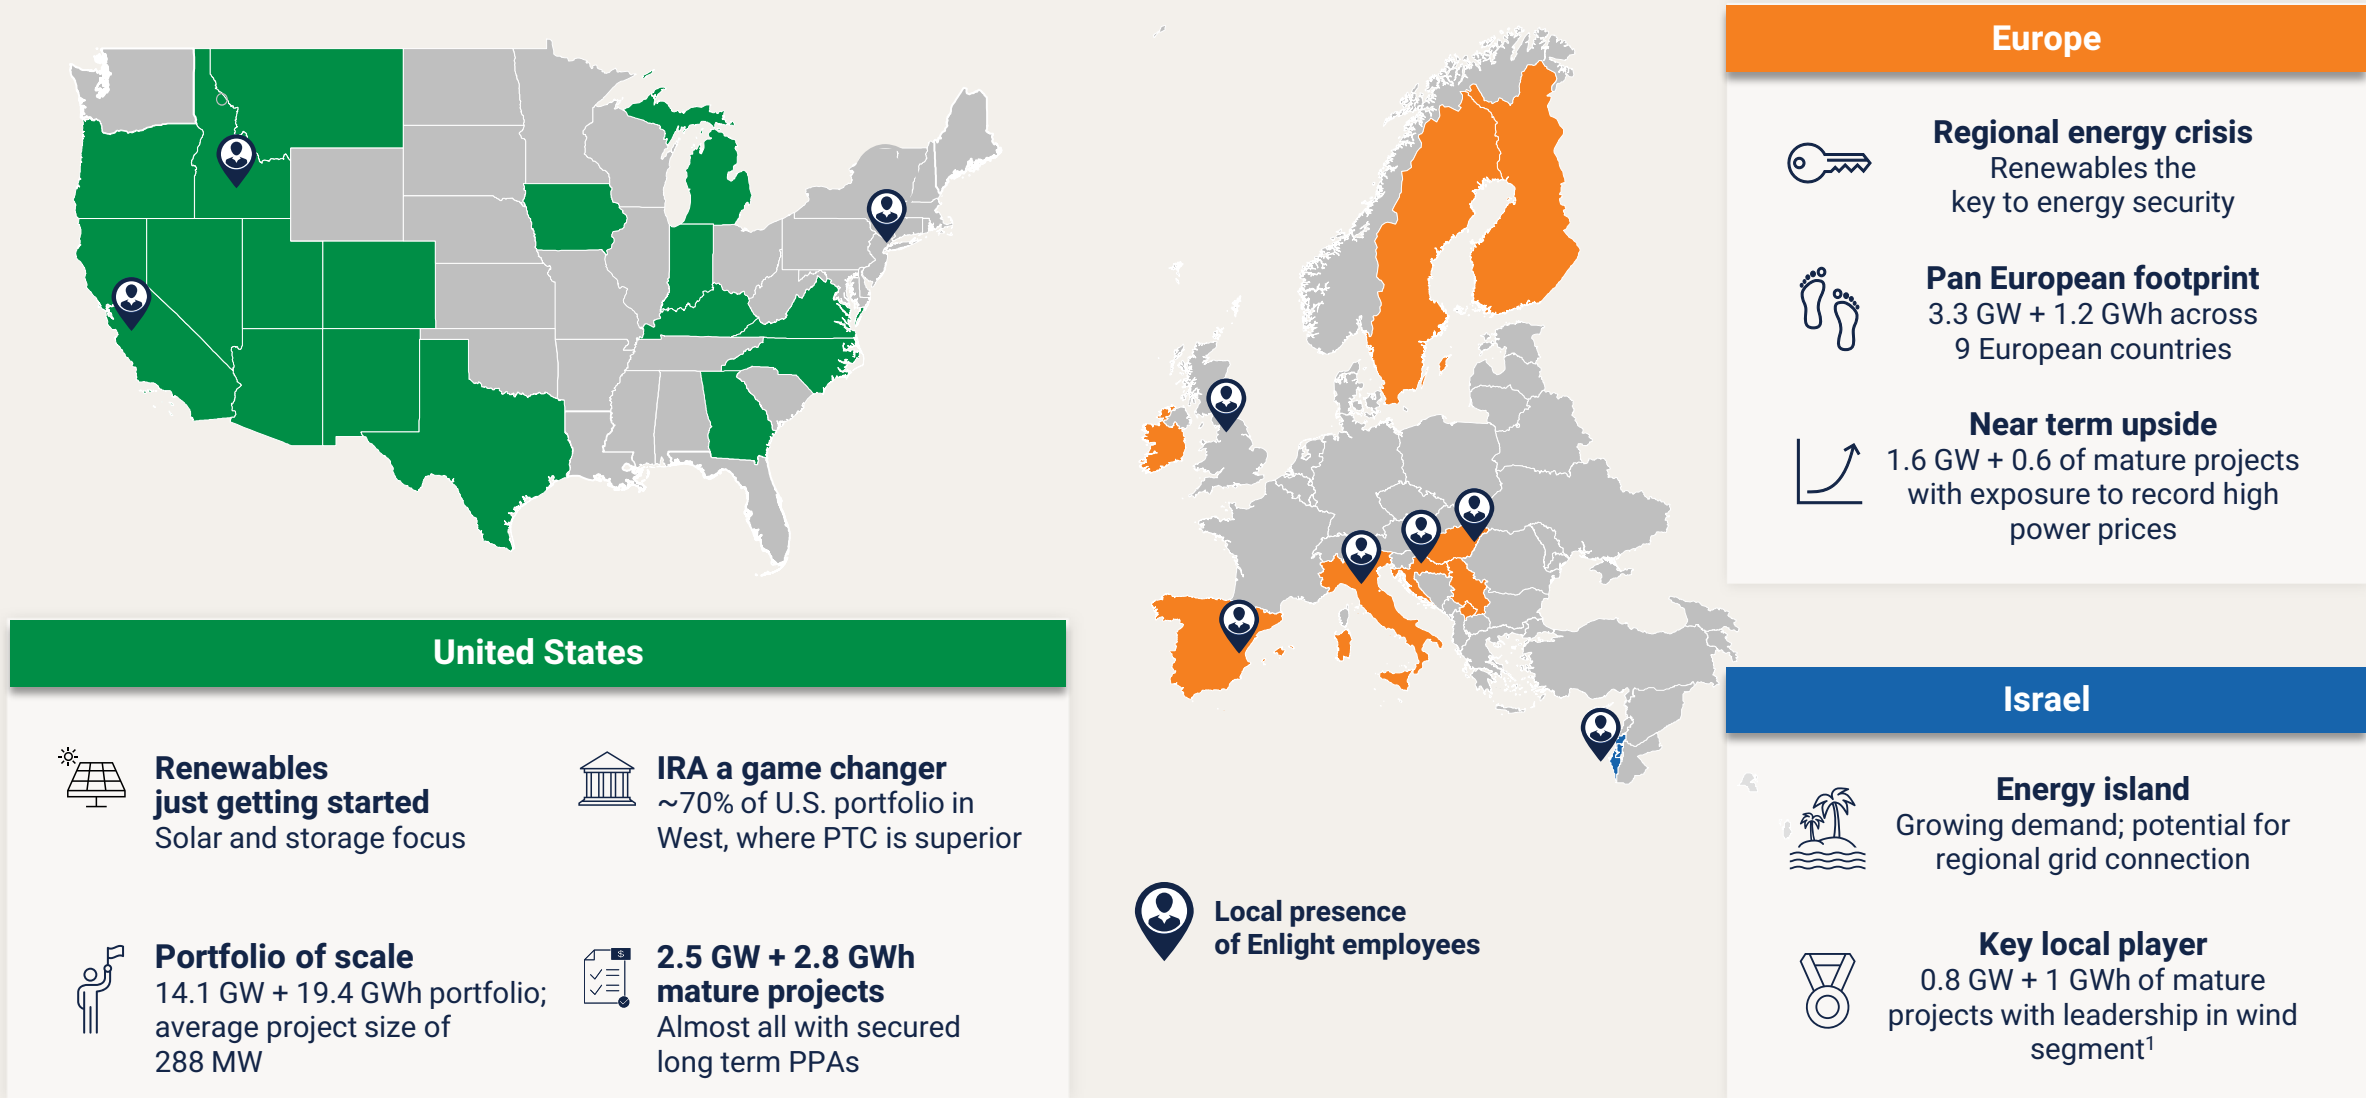 Europe
Regional energy crisis
Renewables the
key to energy security
Pan European footprint
3.3 GW + 1.2 GWh across
9 European countries
Near term upside
1.6 GW + 0.6 of mature projects
with exposure to record high
power prices
United States
Renewables
just getting started
Solar and storage focus
IRA a game changer
~70% of U.S. portfolio in
West, where PTC is superior
Portfolio of scale
14.1 GW + 19.4 GWh portfolio;
average project size of
288 MW
$
2.5 GW + 2.8 GWh
mature projects
Almost all with secured
long term PPAs
Local presence
of Enlight employees
Israel
Energy island
Growing demand; potential for
regional grid connection
Key local player
0.8 GW + 1 GWh of mature
projects with leadership in wind
segment¹